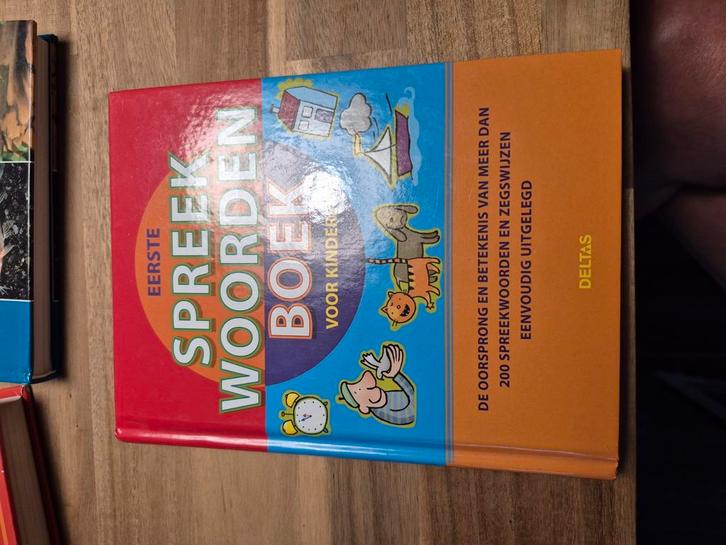 EERSTE
SPREEK
WOORDEN
BOEK
VOOR KINDEREN
DE OORSPRONG EN BETEKENIS VAN MEER DAN
200 SPREEKWOORDEN EN ZEGSWIJZEN
EENVOUDIG UITGELEGD
DELTAS